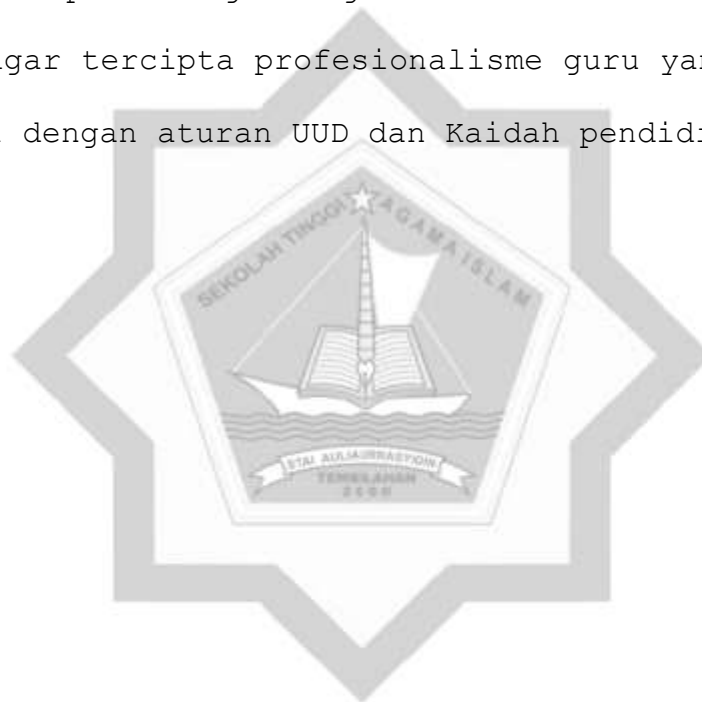 agar tercipta profesionalisme guru yan
dengan aturan UUD dan Kaidah pendidi
SEKOLAH TINGGI AGAMA ISLAM
STAI AULIAURRASYIDIN
TEMBILAHAN